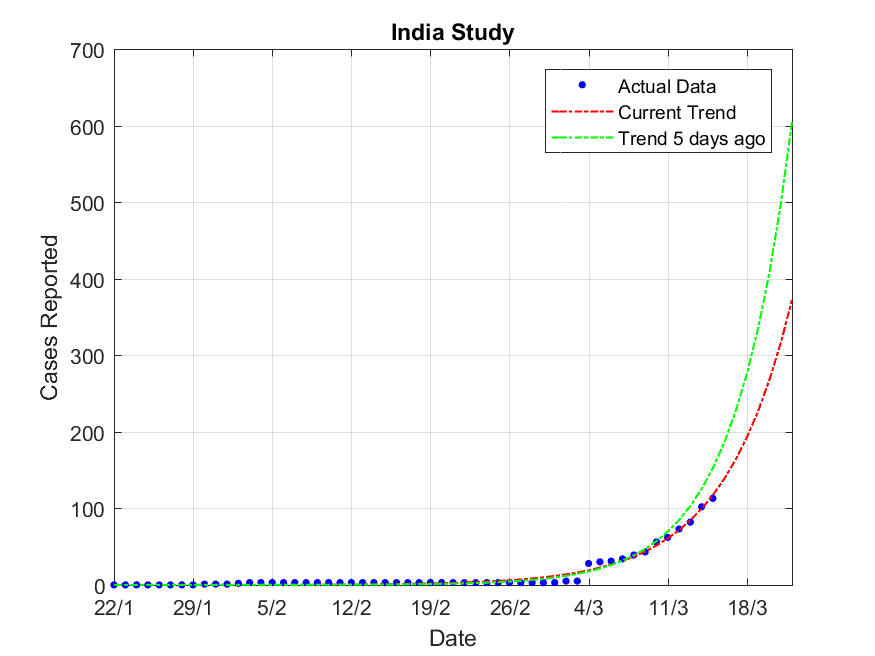 India Study
700
600
500
400
300
200
100
0
Cases Reported
Actual Data
Current Trend
Trend 5 days ago
22/1 29/1 5/2 12/2 19/2 26/2 4/3 11/3 18/3
Date